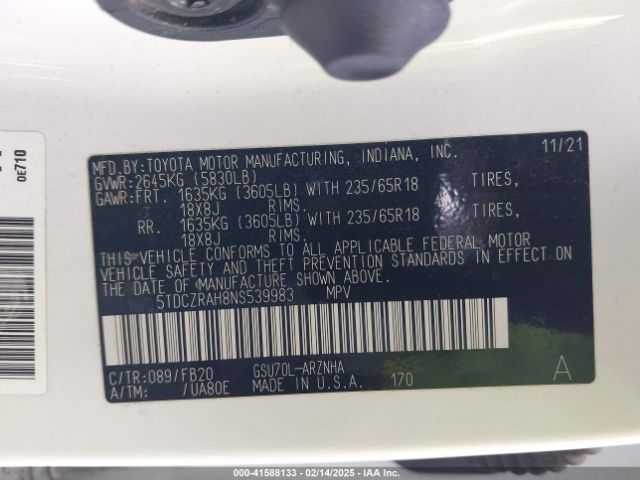 0E710
MFD.BY:TOYOTA MOTOR MANUFACTURING, INDIANA, INC. 11/21
GVWR:2645KG (5830LB)
GAWR:FRT. 1635KG (3605LB) WITH 235/65R18 TIRES,
18X8J RIMS.
RR. 1635KG (3605LB) WITH 235/65R18 TIRES,
18X8J RIMS.
THIS VEHICLE CONFORMS TO ALL APPLICABLE FEDERAL MOTOR
VEHICLE SAFETY AND THEFT PREVENTION STANDARDS IN EFFECT ON
THE DATE OF MANUFACTURE SHOWN ABOVE.
5TDCZRAH8NS539983 MPV
C/TR:089/FB20 GSU70L-ARZNHA A
A/TM: /UA80E MADE IN U.S.A. 170
000-41588133 - 02/14/2025 - IAA Inc.